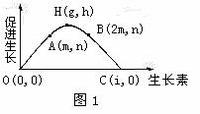 促进生长
H(g,h)
B(2m,n)
A(m,n)
O(0,0)
C(i,0) 生长素
图1